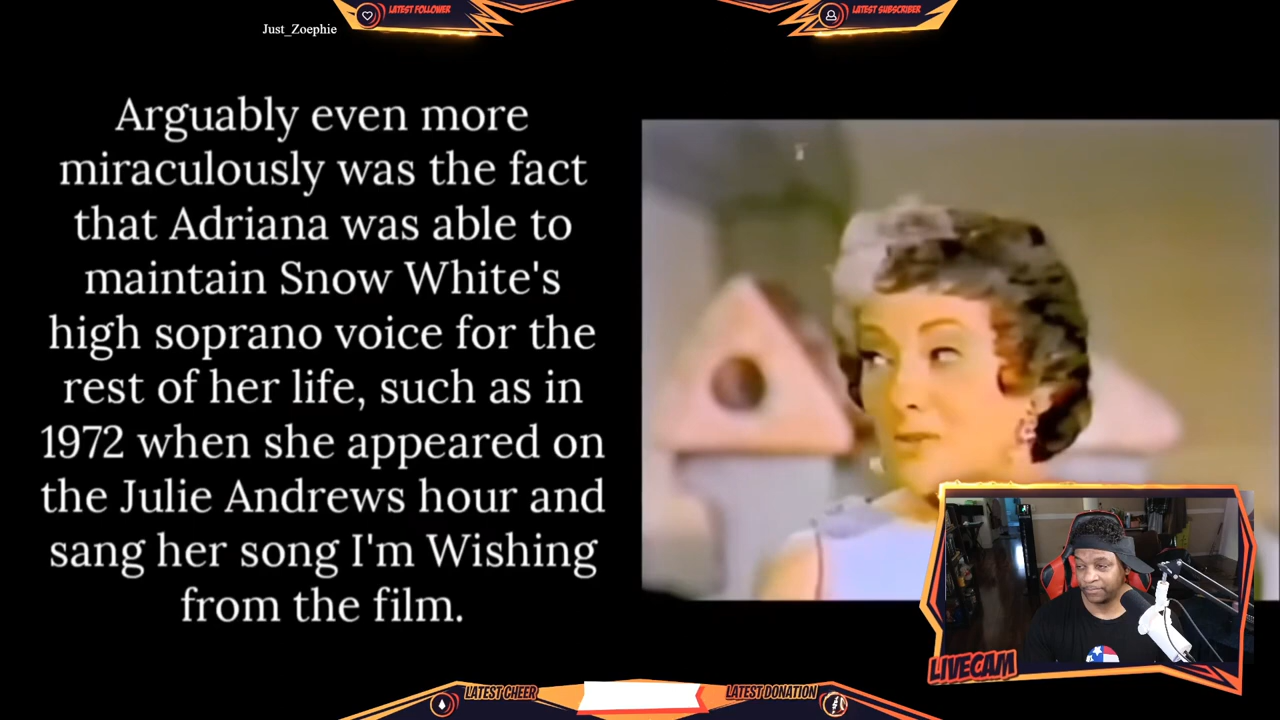 LATEST FOLLOWER
LATEST SUBSCRIBER
Just_Zoephie
Arguably even more
miraculously was the fact
that Adriana was able to
maintain Snow White's
high soprano voice for the
rest of her life, such as in
1972 when she appeared on
the Julie Andrews hour and
sang her song I'm Wishing
from the film.
LIVECAM
LATEST CHEER
LATEST DONATION